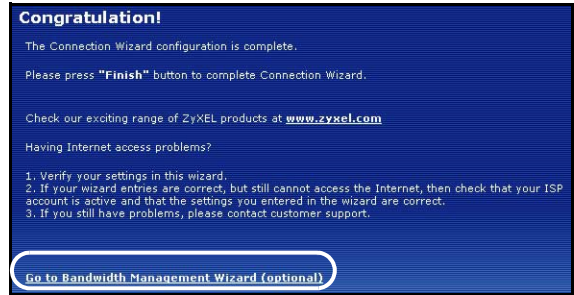 Congratulation!
The Connection Wizard configuration is complete.
Please press "Finish" button to complete Connection Wizard.
Check our exciting range of ZyXEL products at www.zyxel.com
Having Internet access problems?
1. Verify your settings in this wizard.
2. If your wizard entries are correct, but still cannot access the Internet, then check that your ISP
account is active and that the settings you entered in the wizard are correct.
3. If you still have problems, please contact customer support.
Go to Bandwidth Management Wizard (optional)